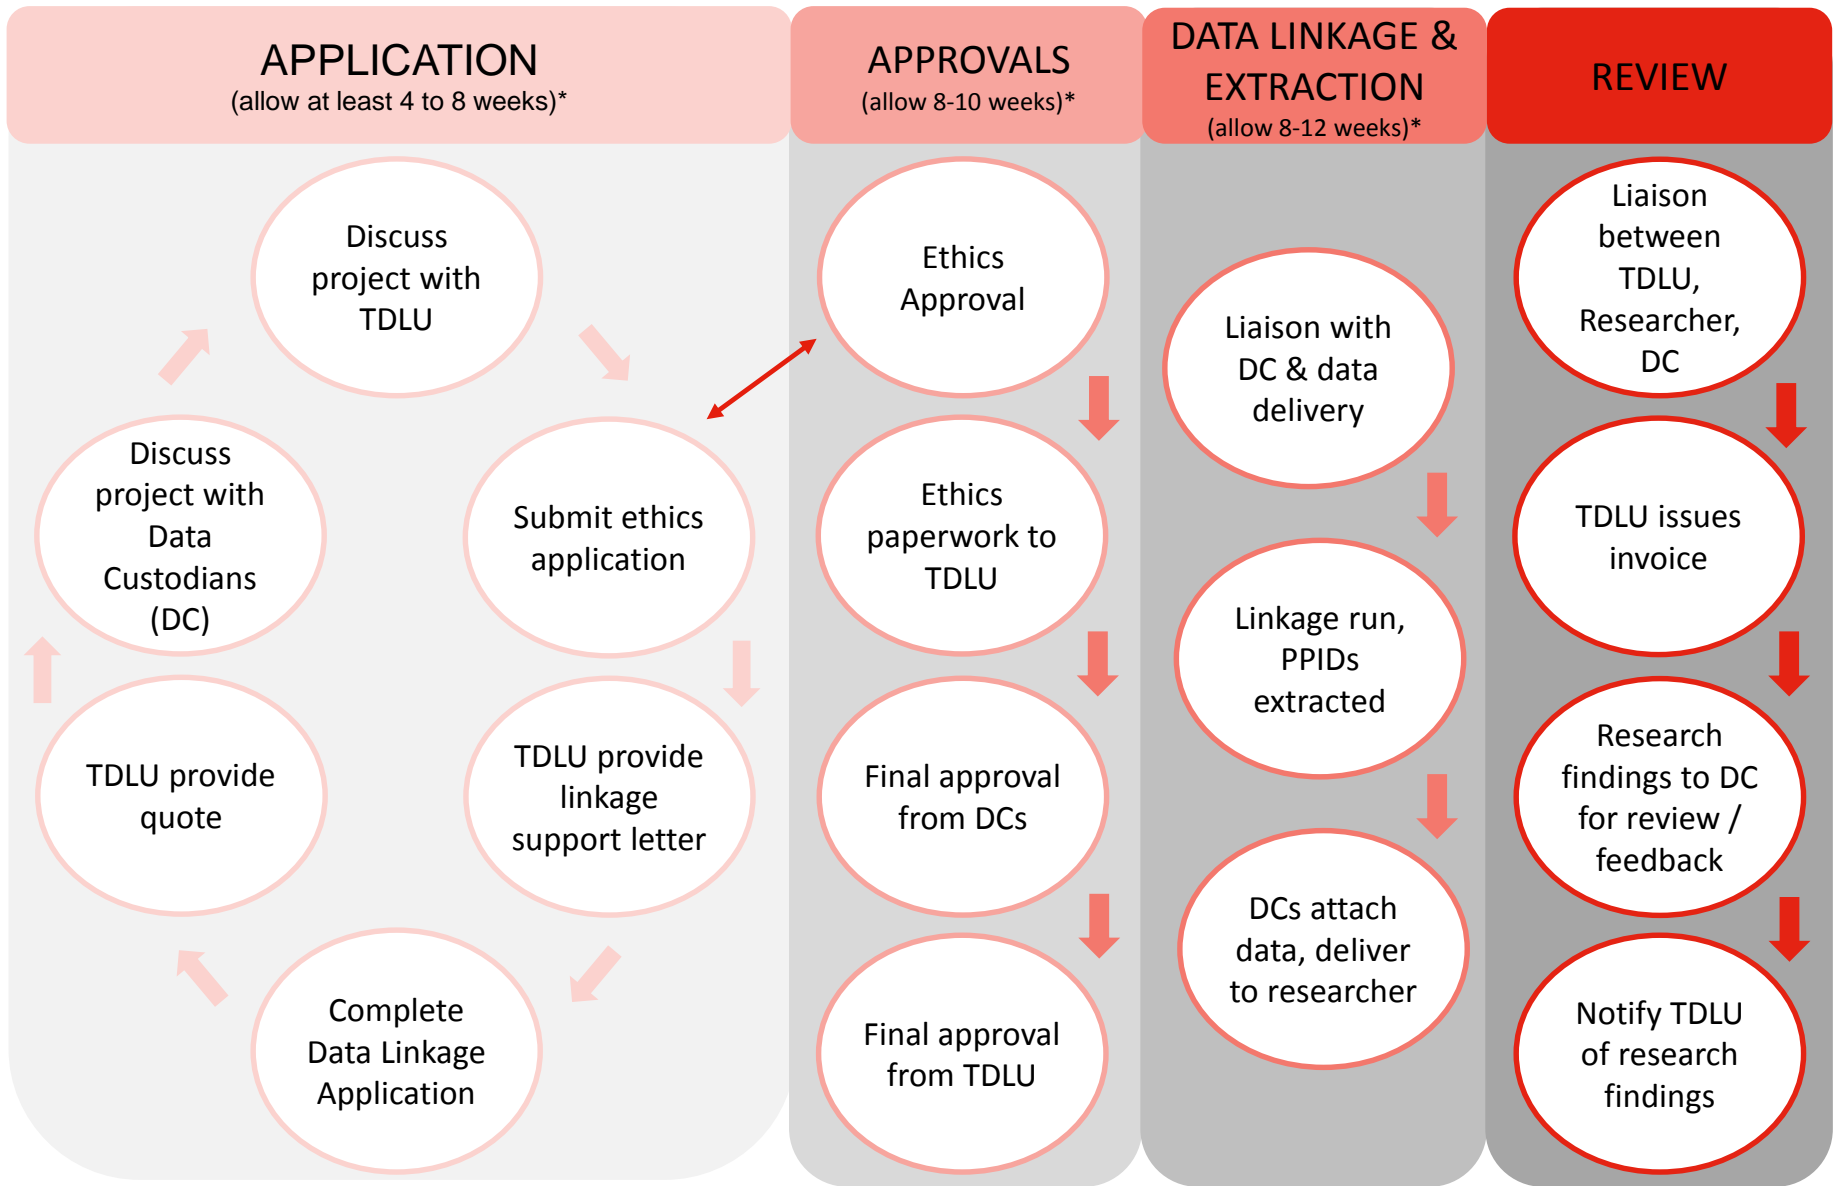 APPLICATION
(allow at least 4 to 8 weeks)*
Discuss
project with
TDLU
Submit ethics
application
TDLU provide
linkage
support letter
Complete
Data Linkage
Application
TDLU provide
quote
Discuss
project with
Data
Custodians
(DC)
APPROVALS
(allow 8-10 weeks)*
Ethics
Approval
Ethics
paperwork to
TDLU
Final approval
from DCs
Final approval
from TDLU
DATA LINKAGE &
EXTRACTION
(allow 8-12 weeks)*
Liaison with
DC & data
delivery
Linkage run,
PPIDs
extracted
DCs attach
data, deliver
to researcher
REVIEW
Liaison
between
TDLU,
Researcher,
DC
TDLU issues
invoice
Research
findings to DC
for review /
feedback
Notify TDLU
of research
findings